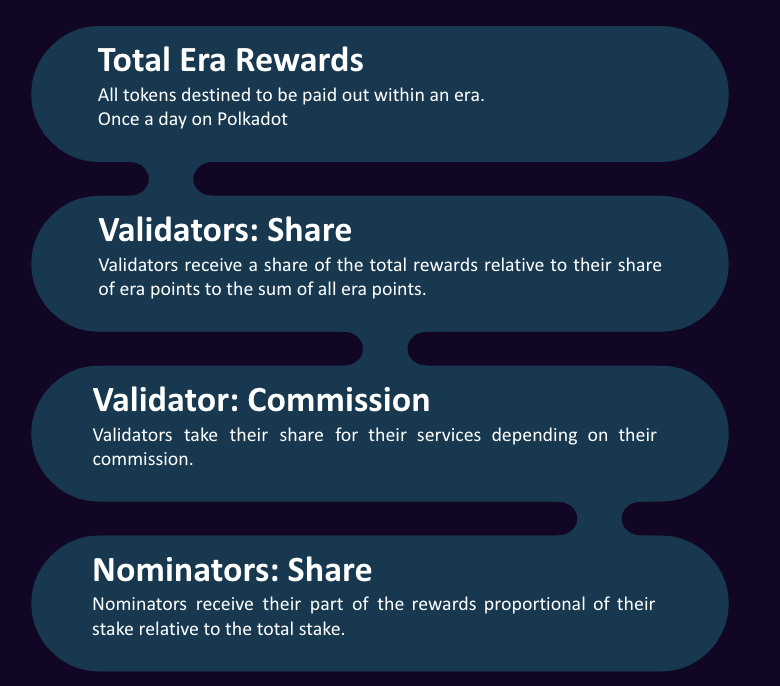 Total Era Rewards
All tokens destined to be paid out within an era.
Once a day on Polkadot
Validators: Share
Validators receive a share of the total rewards relative to their share
of era points to the sum of all era points.
Validator: Commission
Validators take their share for their services depending on their
commission.
Nominators: Share
Nominators receive their part of the rewards proportional of their
stake relative to the total stake.